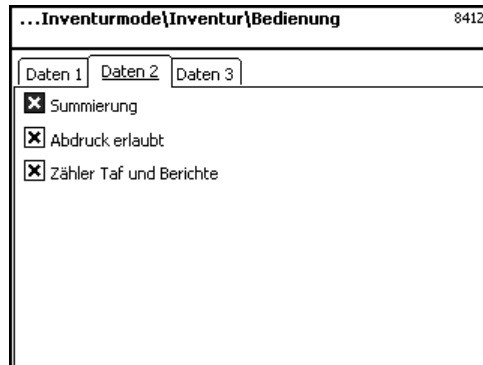 ...Inventurmode\Inventur\Bedienung 8412
Daten 1 Daten 2 Daten 3
Summierung
Abdruck erlaubt
Zähler Taf und Berichte